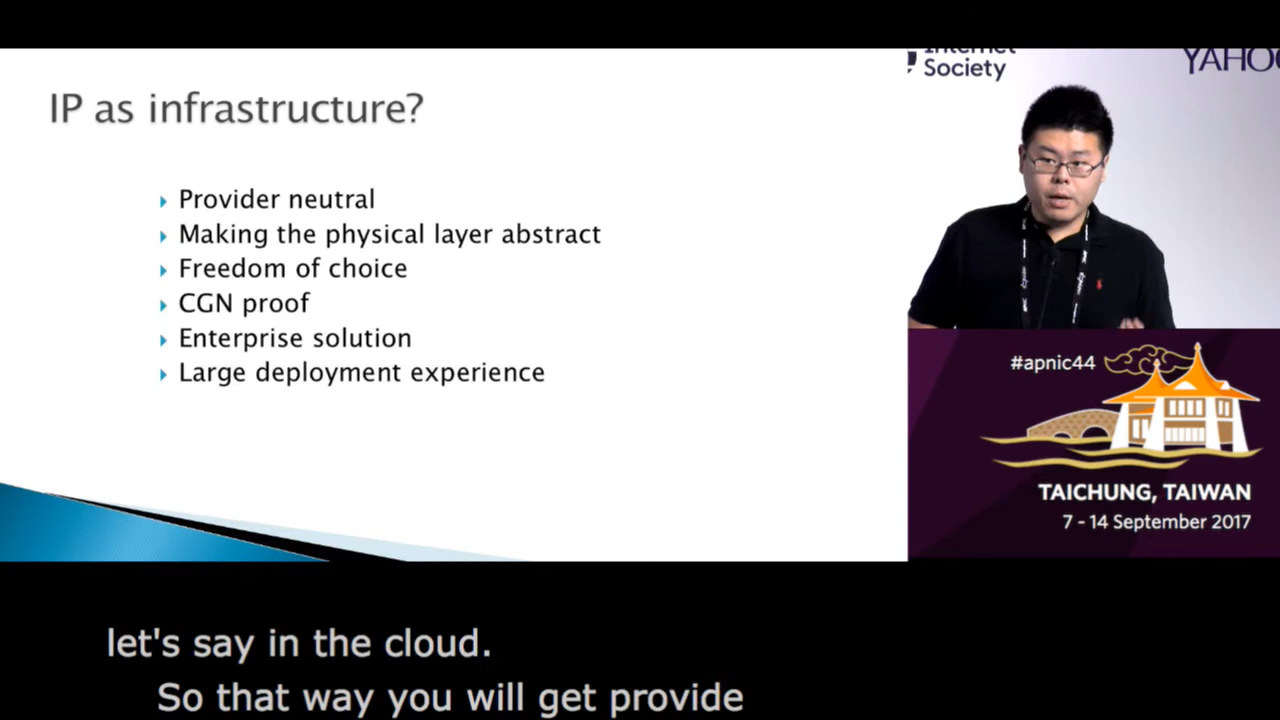 IP as infrastructure?
Provider neutral
Making the physical layer abstract
Freedom of choice
CGN proof
Enterprise solution
Large deployment experience
Internet
Society
YAHOO
#apnic44
TAICHUNG, TAIWAN
7 - 14 September 2017
let's say in the cloud.
So that way you will get provide